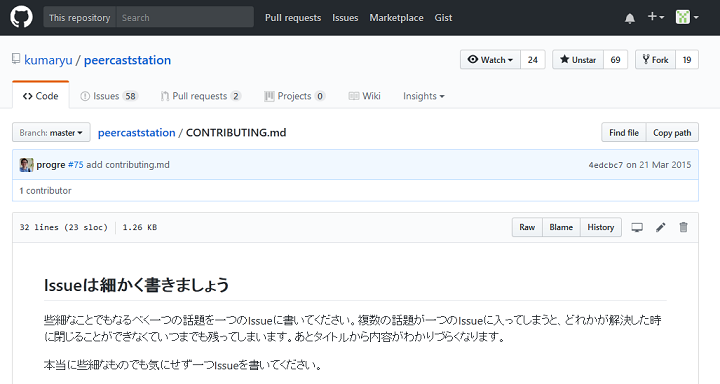 This repository Search Pull requests Issues Marketplace Gist
kumaryu / peercaststation Watch 24 Unstar 69 Fork 19
Code Issues 58 Pull requests 2 Projects 0 Wiki Insights
Branch: master peercaststation / CONTRIBUTING.md Find file Copy path
progre #75 add contributing.md 4edcbc7 on 21 Mar 2015
1 contributor
32 lines (23 sloc) 1.26 KB Raw Blame History
Issueは細かく書きましょう
些細なことでもなるべく一つの話題を一つのIssueに書いてください。複数の話題が一つのIssueに入ってしまうと、どれかが解決した時
に閉じることができなくていつまでも残ってしまいます。あとタイトルから内容がわかりづらくなります。
本当に些細なものでも気にせず一つIssueを書いてください。